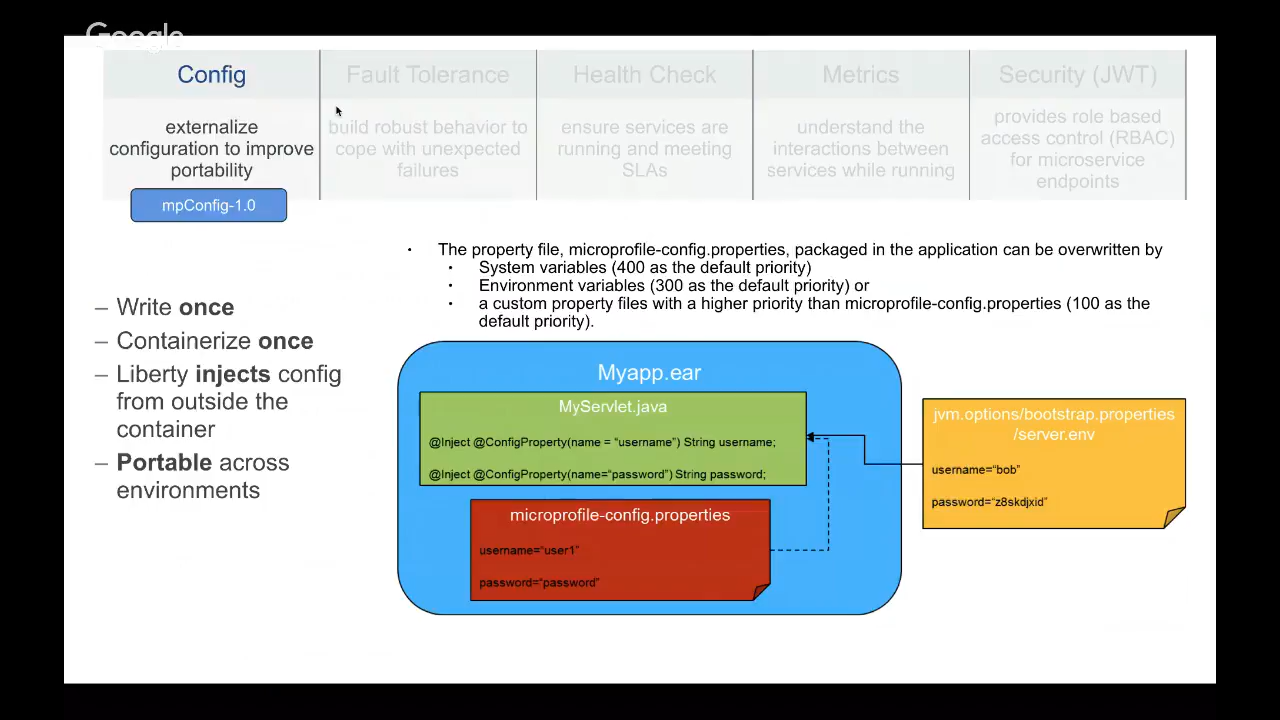 Google
Config
Fault Tolerance
Health Check
Metrics
Security (JWT)
externalize
configuration to improve
portability
build robust behavior to
cope with unexpected
failures
ensure services are
running and meeting
SLAs
understand the
interactions between
services while running
provides role based
access control (RBAC)
for microservice
endpoints
mpConfig-1.0
– Write once
– Containerize once
– Liberty injects config
from outside the
container
– Portable across
environments
• The property file, microprofile-config.properties, packaged in the application can be overwritten by
• System variables (400 as the default priority)
• Environment variables (300 as the default priority) or
• a custom property files with a higher priority than microprofile-config.properties (100 as the
default priority).
Myapp.ear
MyServlet.java
@Inject @ConfigProperty(name = “username”) String username;
@Inject @ConfigProperty(name=“password”) String password;
microprofile-config.properties
username=“user1”
password=“password”
jvm.options/bootstrap.properties
/server.env
username=“bob”
password=“z8skdjxid”